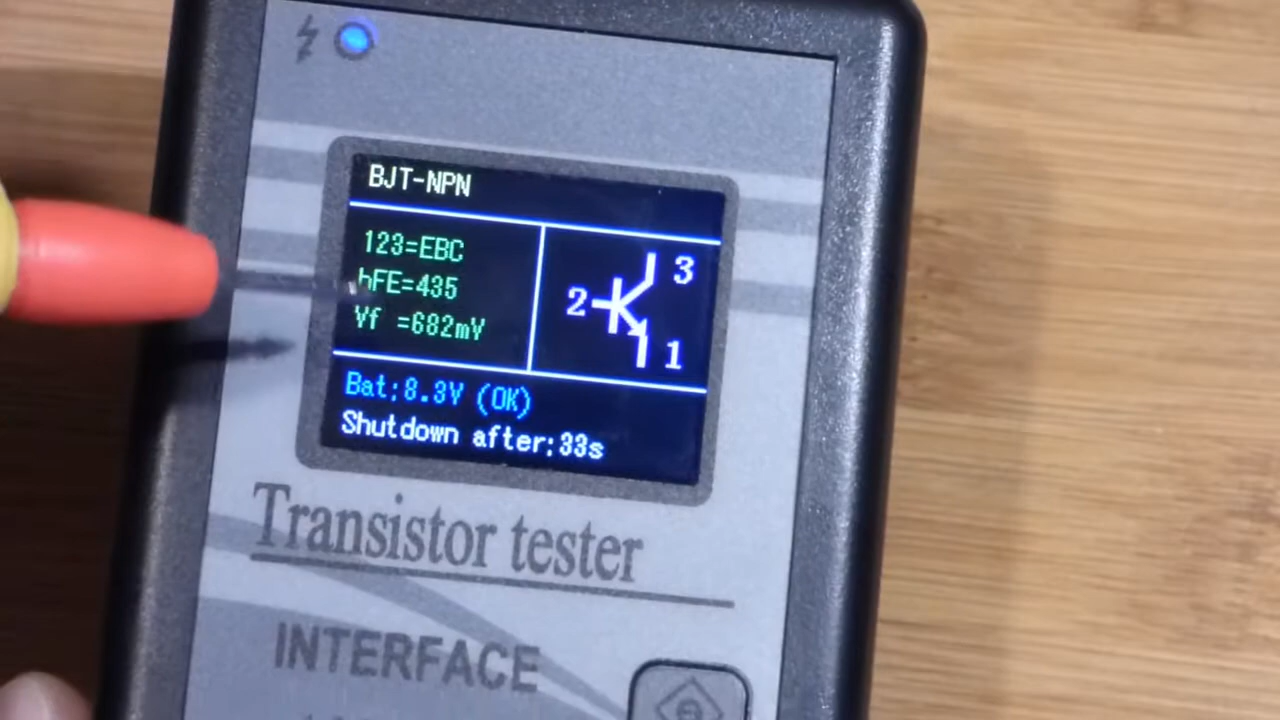 BJT-NPN
123=EBC
hFE=435
Vf =682mV
2
3
1
Bat:8.3V (OK)
Shutdown after:33s
Transistor tester
INTERFACE